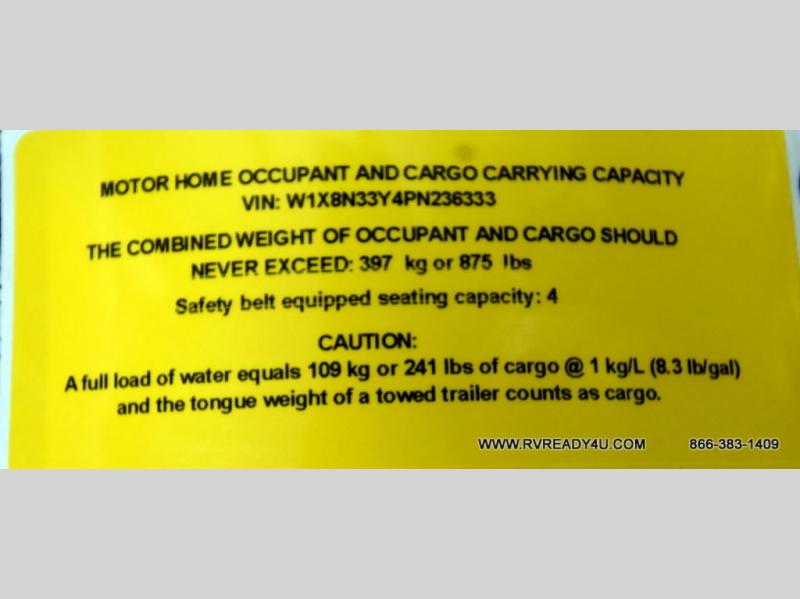 MOTOR HOME OCCUPANT AND CARGO CARRYING CAPACITY
VIN: W1X8N33Y4PN236333
THE COMBINED WEIGHT OF OCCUPANT AND CARGO SHOULD
NEVER EXCEED: 397 kg or 875 lbs
Safety belt equipped seating capacity: 4
CAUTION:
A full load of water equals 109 kg or 241 lbs of cargo @ 1 kg/L (8.3 lb/gal)
and the tongue weight of a towed trailer counts as cargo.
WWW.RVREADY4U.COM 866-383-1409